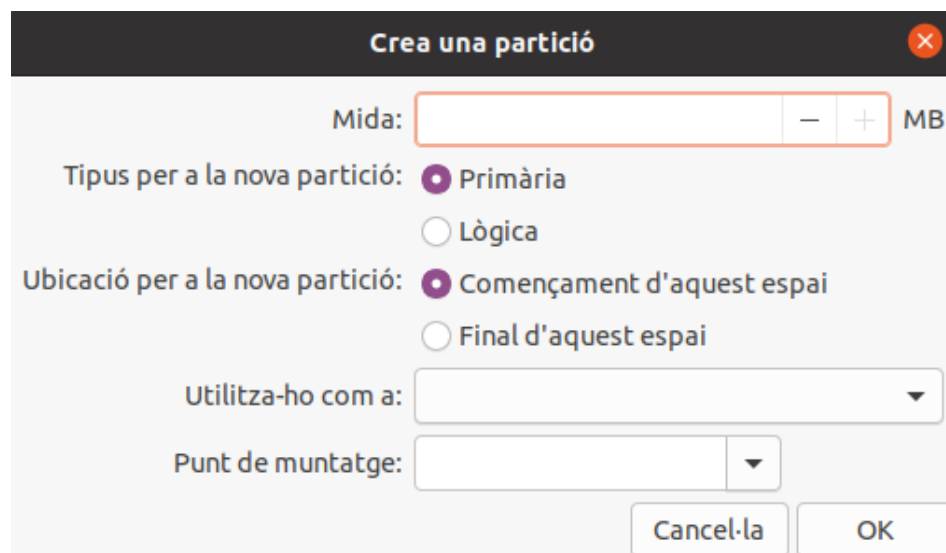 Crea una partició
Mida: MB
Tipus per a la nova partició: Primària
Lògica
Ubicació per a la nova partició: Començament d'aquest espai
Final d'aquest espai
Utilitza-ho com a:
Punt de muntatge:
Cancel·la OK